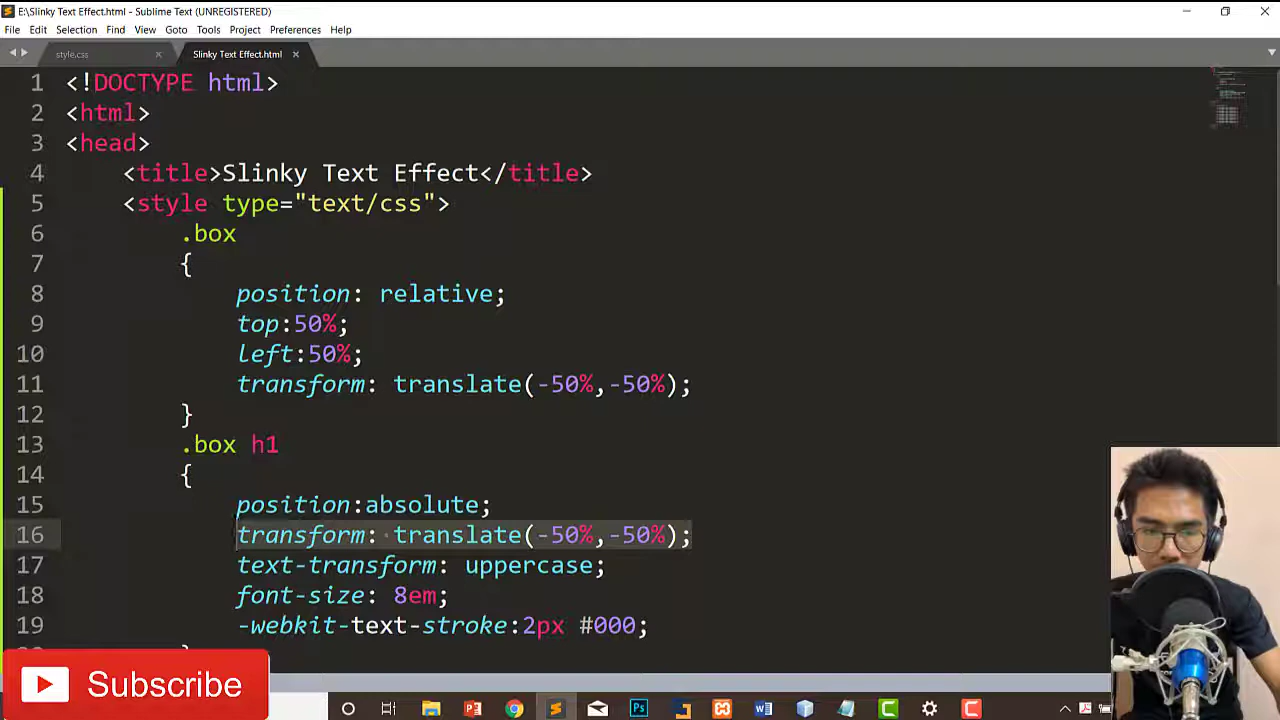 E:\Slinky Text Effect.html - Sublime Text (UNREGISTERED)
File Edit Selection Find View Goto Tools Project Preferences Help
style.css × Slinky Text Effect.html ×
1 <!DOCTYPE html>
2 <html>
3 <head>
4 <title>Slinky Text Effect</title>
5 <style type="text/css">
6 .box
7 {
8 position: relative;
9 top:50%;
10 left:50%;
11 transform: translate(-50%,-50%);
12 }
13 .box h1
14 {
15 position:absolute;
16 transform: translate(-50%,-50%);
17 text-transform: uppercase;
18 font-size: 8em;
19 -webkit-text-stroke:2px #000;
Subscribe